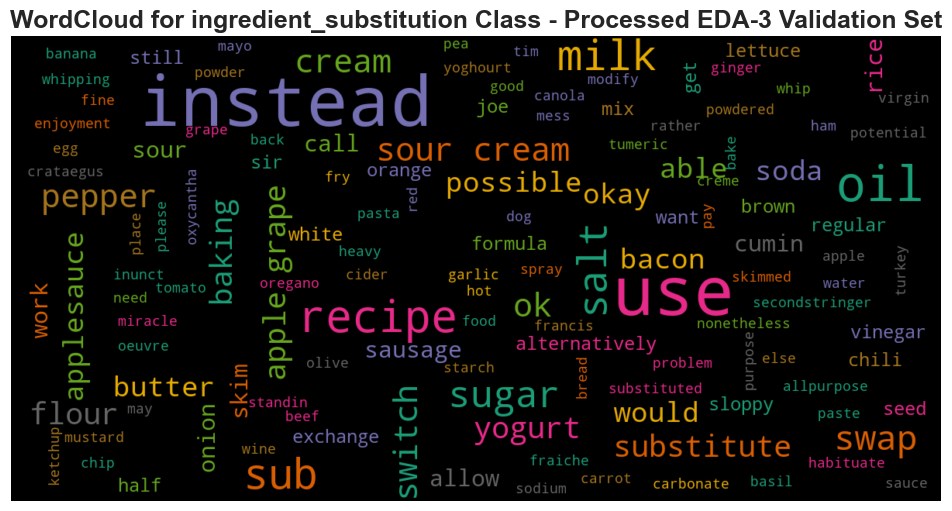 WordCloud for ingredient_substitution Class - Processed EDA-3 Validation Set
banana
mayo
pea
tim
lettuce
still
cream
milk
rice
whipping
powder
yoghourt
modify
get
ginger
instead
good
whip
fine
canola
virgin
joe
mix
powdered
enjoyment
grape
mess
rather
ham
potential
egg
back
call
sour
sour cream
tumeric
bake
sir
able
crataegus
orange
soda
oil
fry
possible
creme
okay
pepper
oxycantha
red
dog
want
pay
brown
place
please
baking
apple grape
pasta
white
salt
regular
applesauce
heavy
formula
cumin
apple
bacon
turkey
inunct
cider
garlic
spray
skimmed
water
need
tomato
oregano
hot
use
secondstringer
work
ok
miracle
recipe
food
francis
nonetheless
vinegar
oeuvre
sausage
alternatively
purpose
else
chili
olive
starch
bread
problem
butter
skim
sugar
substituted
allpurpose
flour
may
standin
switch
would
sloppy
paste
seed
onion
beef
yogurt
ketchup
mustard
exchange
substitute
swap
wine
chip
fraiche
habituate
sub
allow
half
carrot
carbonate
basil
sodium
sauce